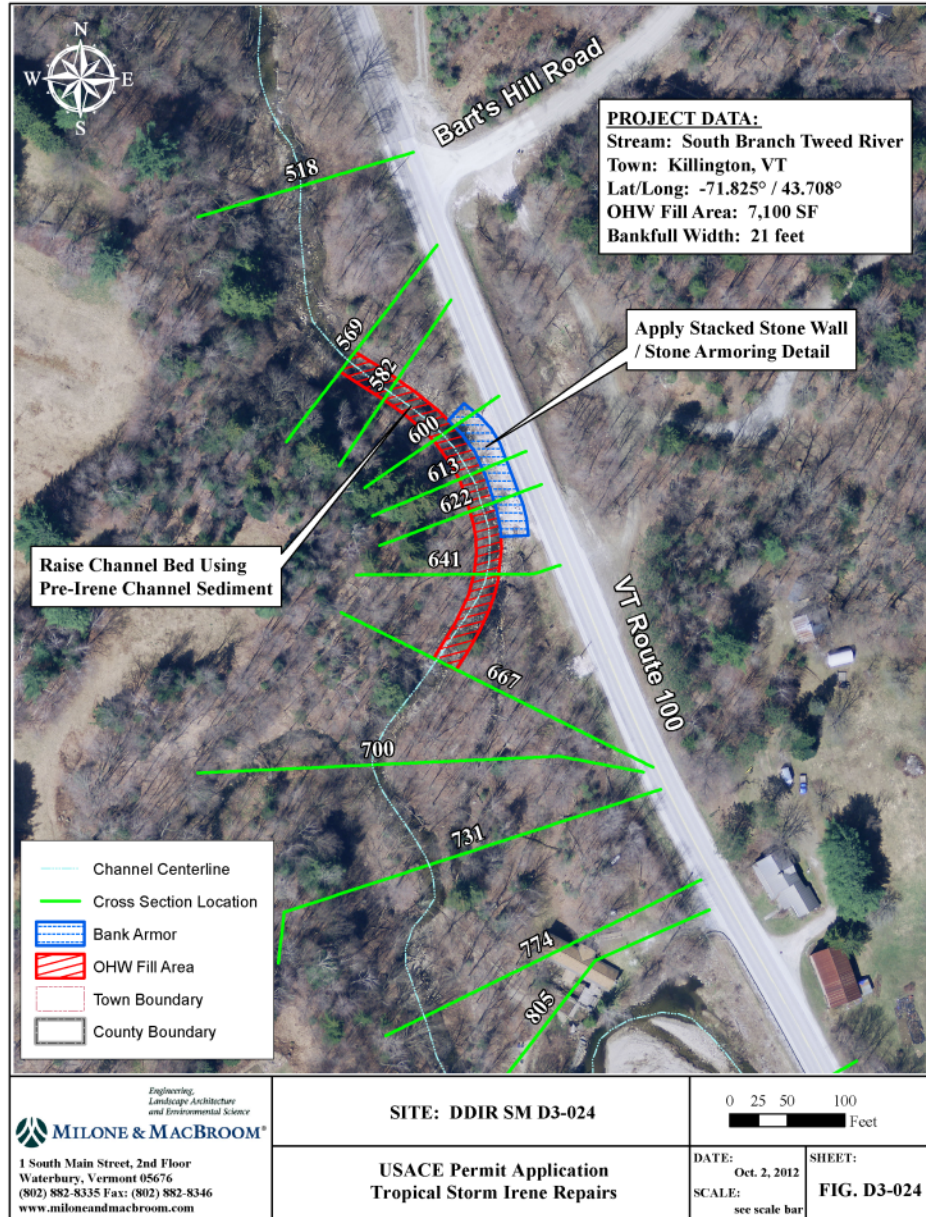 N
W E
S
Bart's Hill Road
PROJECT DATA:
Stream: South Branch Tweed River
Town: Killington, VT
Lat/Long: -71.825° / 43.708°
OHW Fill Area: 7,100 SF
Bankfull Width: 21 feet
518
Apply Stacked Stone Wall
/ Stone Armoring Detail
569
582
600
613
622
641
Raise Channel Bed Using
Pre-Irene Channel Sediment
VT Route 100
667
700
731
774
805
Channel Centerline
Cross Section Location
Bank Armor
OHW Fill Area
Town Boundary
County Boundary
Engineering,
Landscape Architecture
and Environmental Science
MILONE & MACBROOM®
1 South Main Street, 2nd Floor
Waterbury, Vermont 05676
(802) 882-8335 Fax: (802) 882-8346
www.miloneandmacbroom.com
SITE: DDIR SM D3-024
USACE Permit Application
Tropical Storm Irene Repairs
0 25 50 100
Feet
DATE:
Oct. 2, 2012
SCALE:
see scale bar
SHEET:
FIG. D3-024